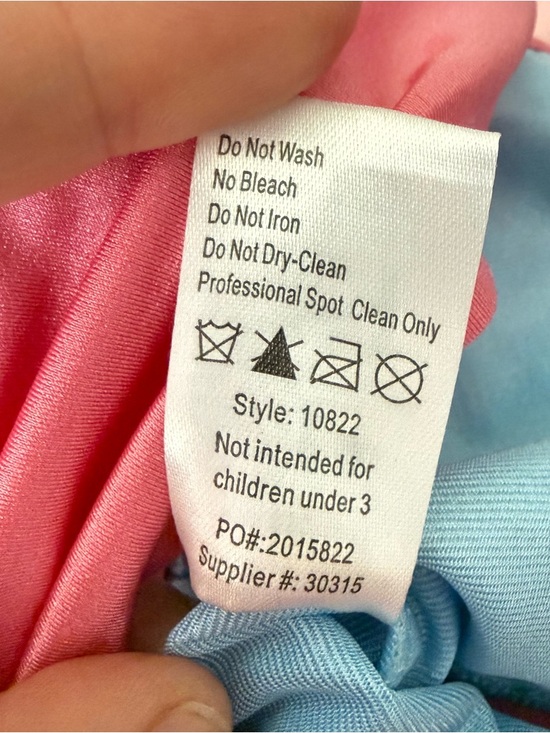 Do Not Wash
No Bleach
Do Not Iron
Do Not Dry-Clean
Professional Spot Clean Only
Style: 10822
Not intended for
children under 3
PO#:2015822
Supplier #: 30315